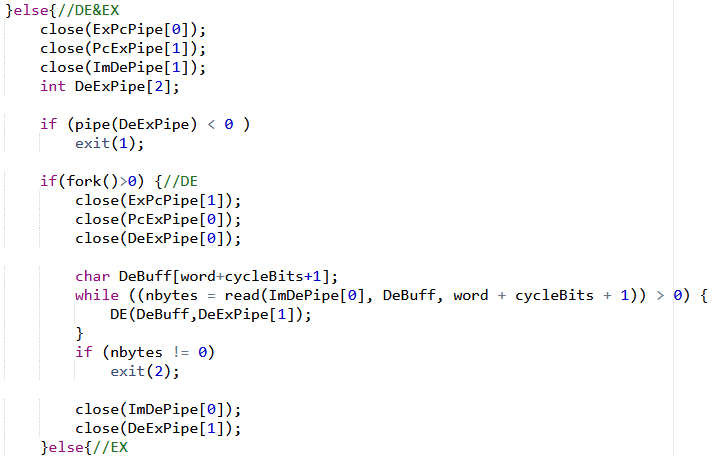 }else{//DE&EX
    close(ExPcPipe[0]);
    close(PcExPipe[1]);
    close(ImDePipe[1]);
    int DeExPipe[2];

    if (pipe(DeExPipe) < 0 )
        exit(1);

    if(fork()>0) {//DE
        close(ExPcPipe[1]);
        close(PcExPipe[0]);
        close(DeExPipe[0]);

        char DeBuff[word+cycleBits+1];
        while ((nbytes = read(ImDePipe[0], DeBuff, word + cycleBits + 1)) > 0) {
            DE(DeBuff,DeExPipe[1]);
        }
        if (nbytes != 0)
            exit(2);

        close(ImDePipe[0]);
        close(DeExPipe[1]);
    }else{//EX